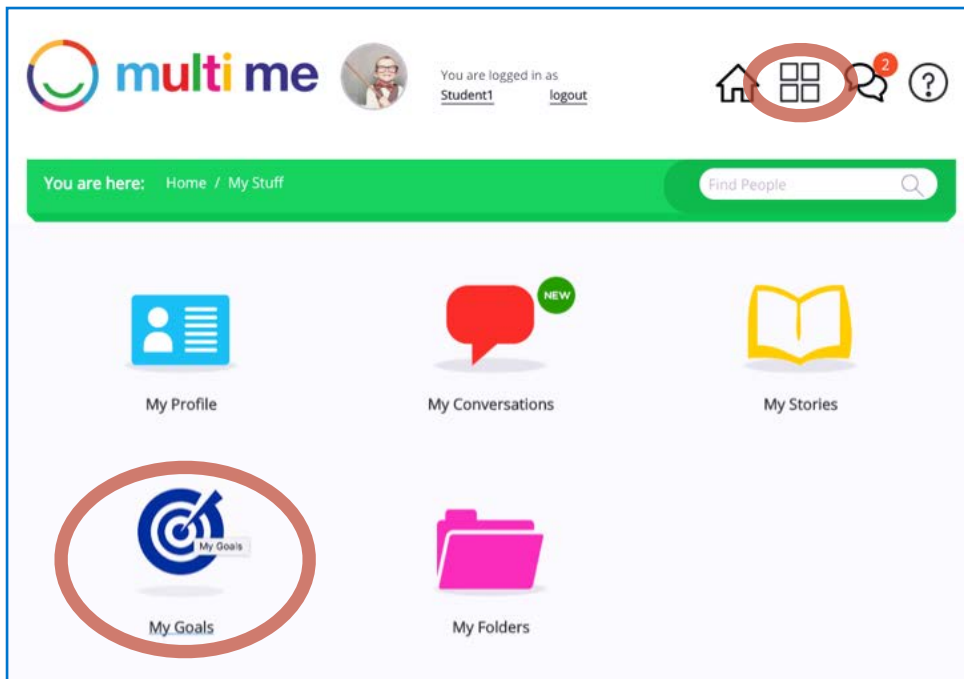 multi me
You are logged in as
Student1 logout
2
You are here: Home / My Stuff
Find People
NEW
My Profile
My Conversations
My Stories
My Goals
My Goals
My Folders